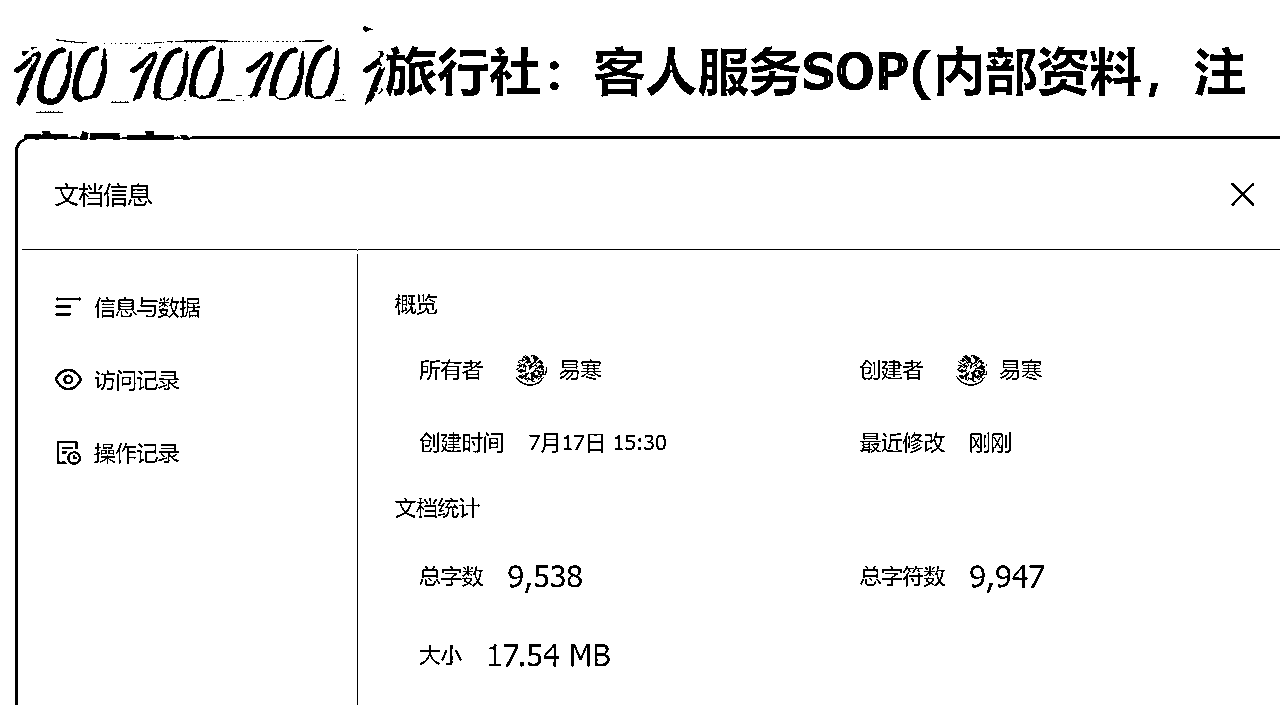 100 100 100 旅行社：客人服务SOP(内部资料，注
文档信息
信息与数据
访问记录
操作记录
概览
所有者 易寒
创建者 易寒
创建时间 7月17日 15:30
最近修改 刚刚
文档统计
总字数 9,538
总字符数 9,947
大小 17.54 MB